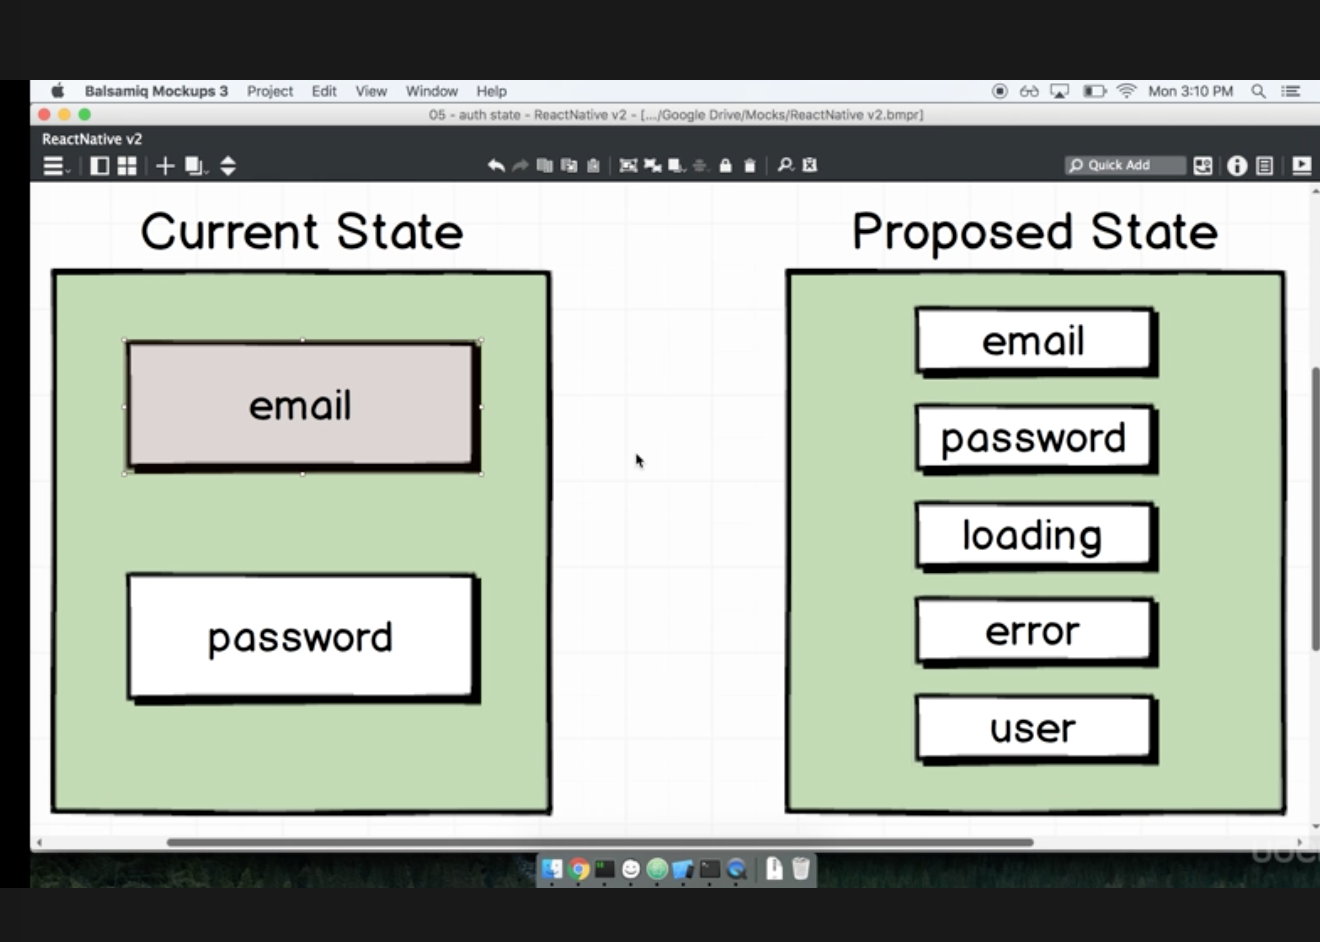 Balsamiq Mockups 3 Project Edit View Window Help Mon 3:10 PM
05 - auth state - ReactNative v2 - [.../Google Drive/Mocks/ReactNative v2.bmpr]
ReactNative v2
Quick Add
Current State
email
password
Proposed State
email
password
loading
error
user